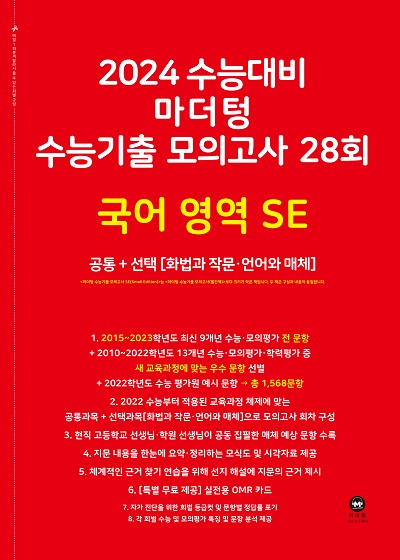 2024 수능대비
마더텅
수능기출 모의고사 28회
국어 영역 SE
공통 + 선택 [화법과 작문·언어와 매체]
1. 2015~2023학년도 최신 9개년 수능·모의평가 전 문항
+ 2010~2022학년도 13개년 수능·모의평가·학력평가 중
새 교육과정에 맞는 우수 문항 선별
+ 2022학년도 수능 평가원 예시 문항 → 총 1,568문항
2. 2022 수능부터 적용된 교육과정 체제에 맞는
공통과목 + 선택과목[화법과 작문·언어와 매체]으로 모의고사 회차 구성
3. 현직 고등학교 선생님·학원 선생님이 공동 집필한 매체 예상 문항 수록
4. 지문 내용을 한눈에 요약·정리하는 모식도 및 시각자료 제공
5. 체계적인 근거 찾기 연습을 위해 선지 해설에 지문의 근거 제시
6. [특별 무료 제공] 실전용 OMR 카드
7. 자가 진단을 위한 회별 등급컷 및 문항별 정답률 표기
8. 각 회별 수능 및 모의평가 특징 및 문항 분석 제공